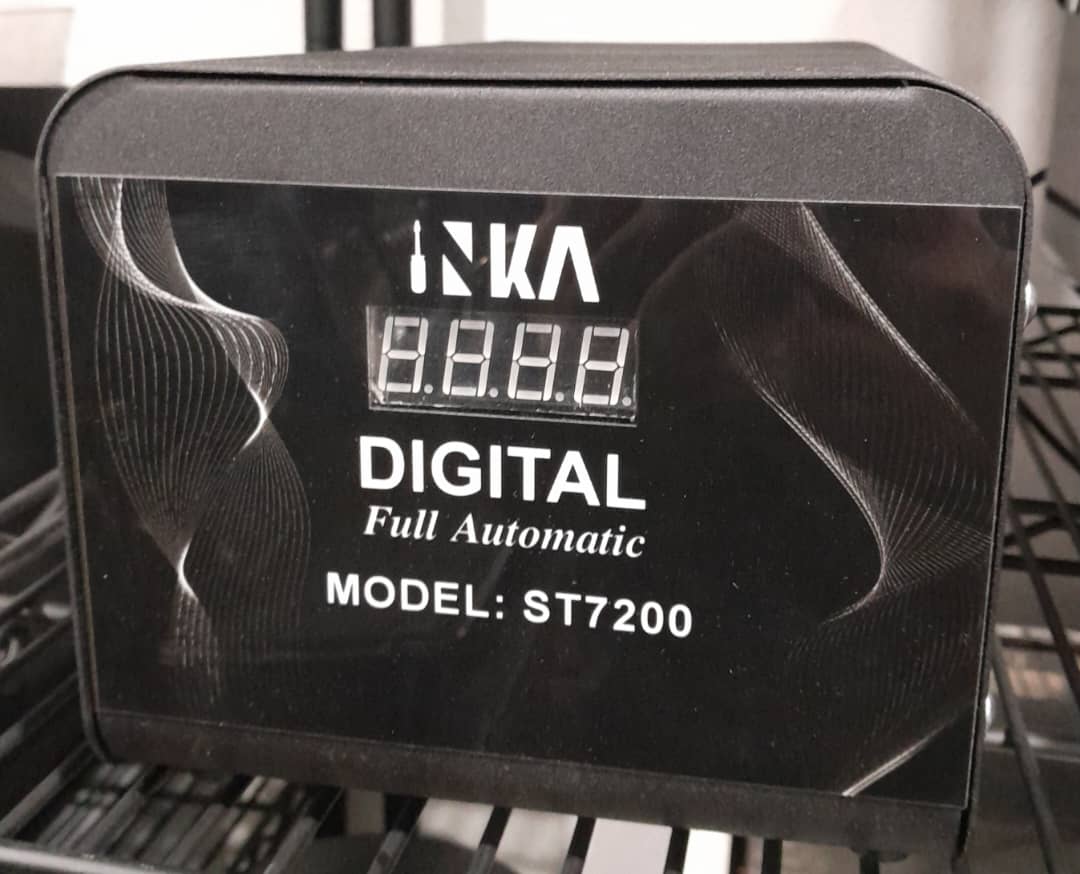 INKA
DIGITAL
Full Automatic
MODEL: ST7200